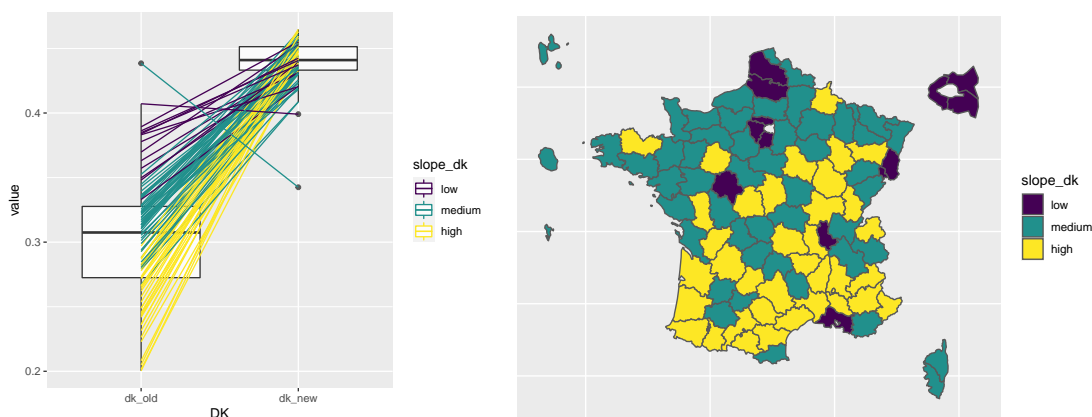 value
0.4
0.3
0.2
dk_old
dk_new
DK
slope_dk
low
medium
high
slope_dk
low
medium
high